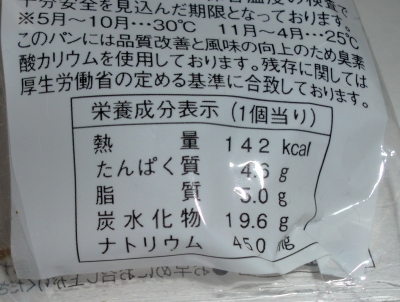 十分安全を見込んだ期限となっております。
※5月～10月…30℃ 11月～4月…25℃
このパンには品質改善と風味の向上のため臭素
酸カリウムを使用しております。残存に関しては
厚生労働省の定める基準に合致しております。
栄養成分表示(1個当り)
熱量 142 kcal
たんぱく質 4.6 g
脂質 5.0 g
炭水化物 19.6 g
ナトリウム 450 mg